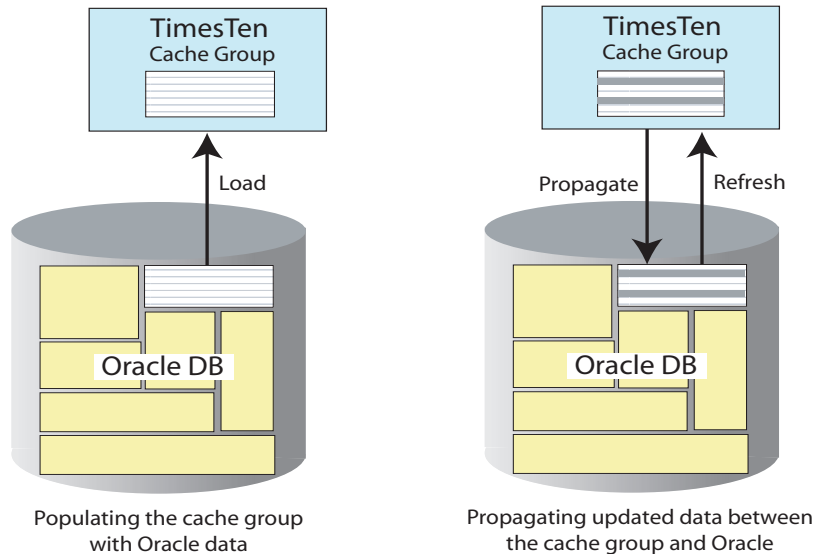 TimesTen
Cache Group
Load
Oracle DB
Populating the cache group
with Oracle data
TimesTen
Cache Group
Propagate
Refresh
Oracle DB
Propagating updated data between
the cache group and Oracle